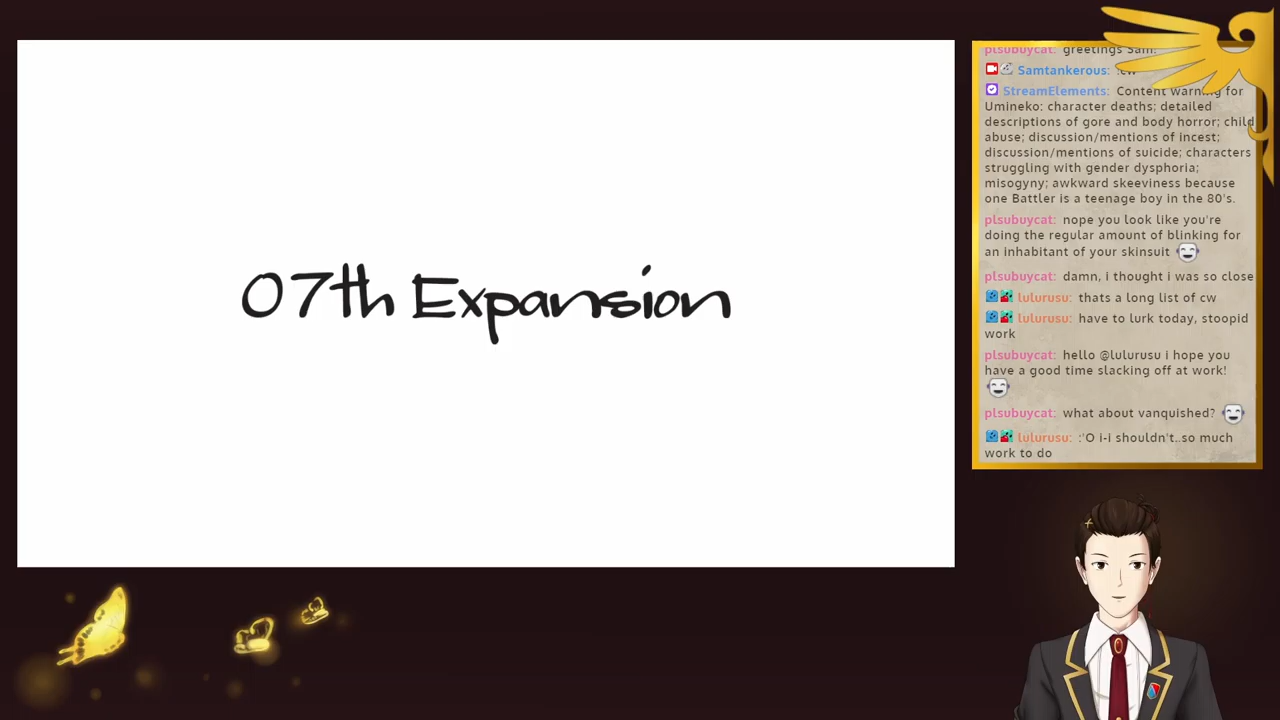 07th Expansion
plsubuycat: greetings Sam!
Samtankerous: !cw
StreamElements: Content warning for
Umineko: character deaths; detailed
descriptions of gore and body horror; child
abuse; discussion/mentions of incest;
discussion/mentions of suicide; characters
struggling with gender dysphoria;
misogyny; awkward skeeviness because
one Battler is a teenage boy in the 80's.
plsubuycat: nope you look like you're
doing the regular amount of blinking for
an inhabitant of your skinsuit
plsubuycat: damn, i thought i was so close
lulurusu: thats a long list of cw
lulurusu: have to lurk today, stoopid
work
plsubuycat: hello @lulurusu i hope you
have a good time slacking off at work!
plsubuycat: what about vanquished?
lulurusu: :'O i-i shouldn't..so much
work to do